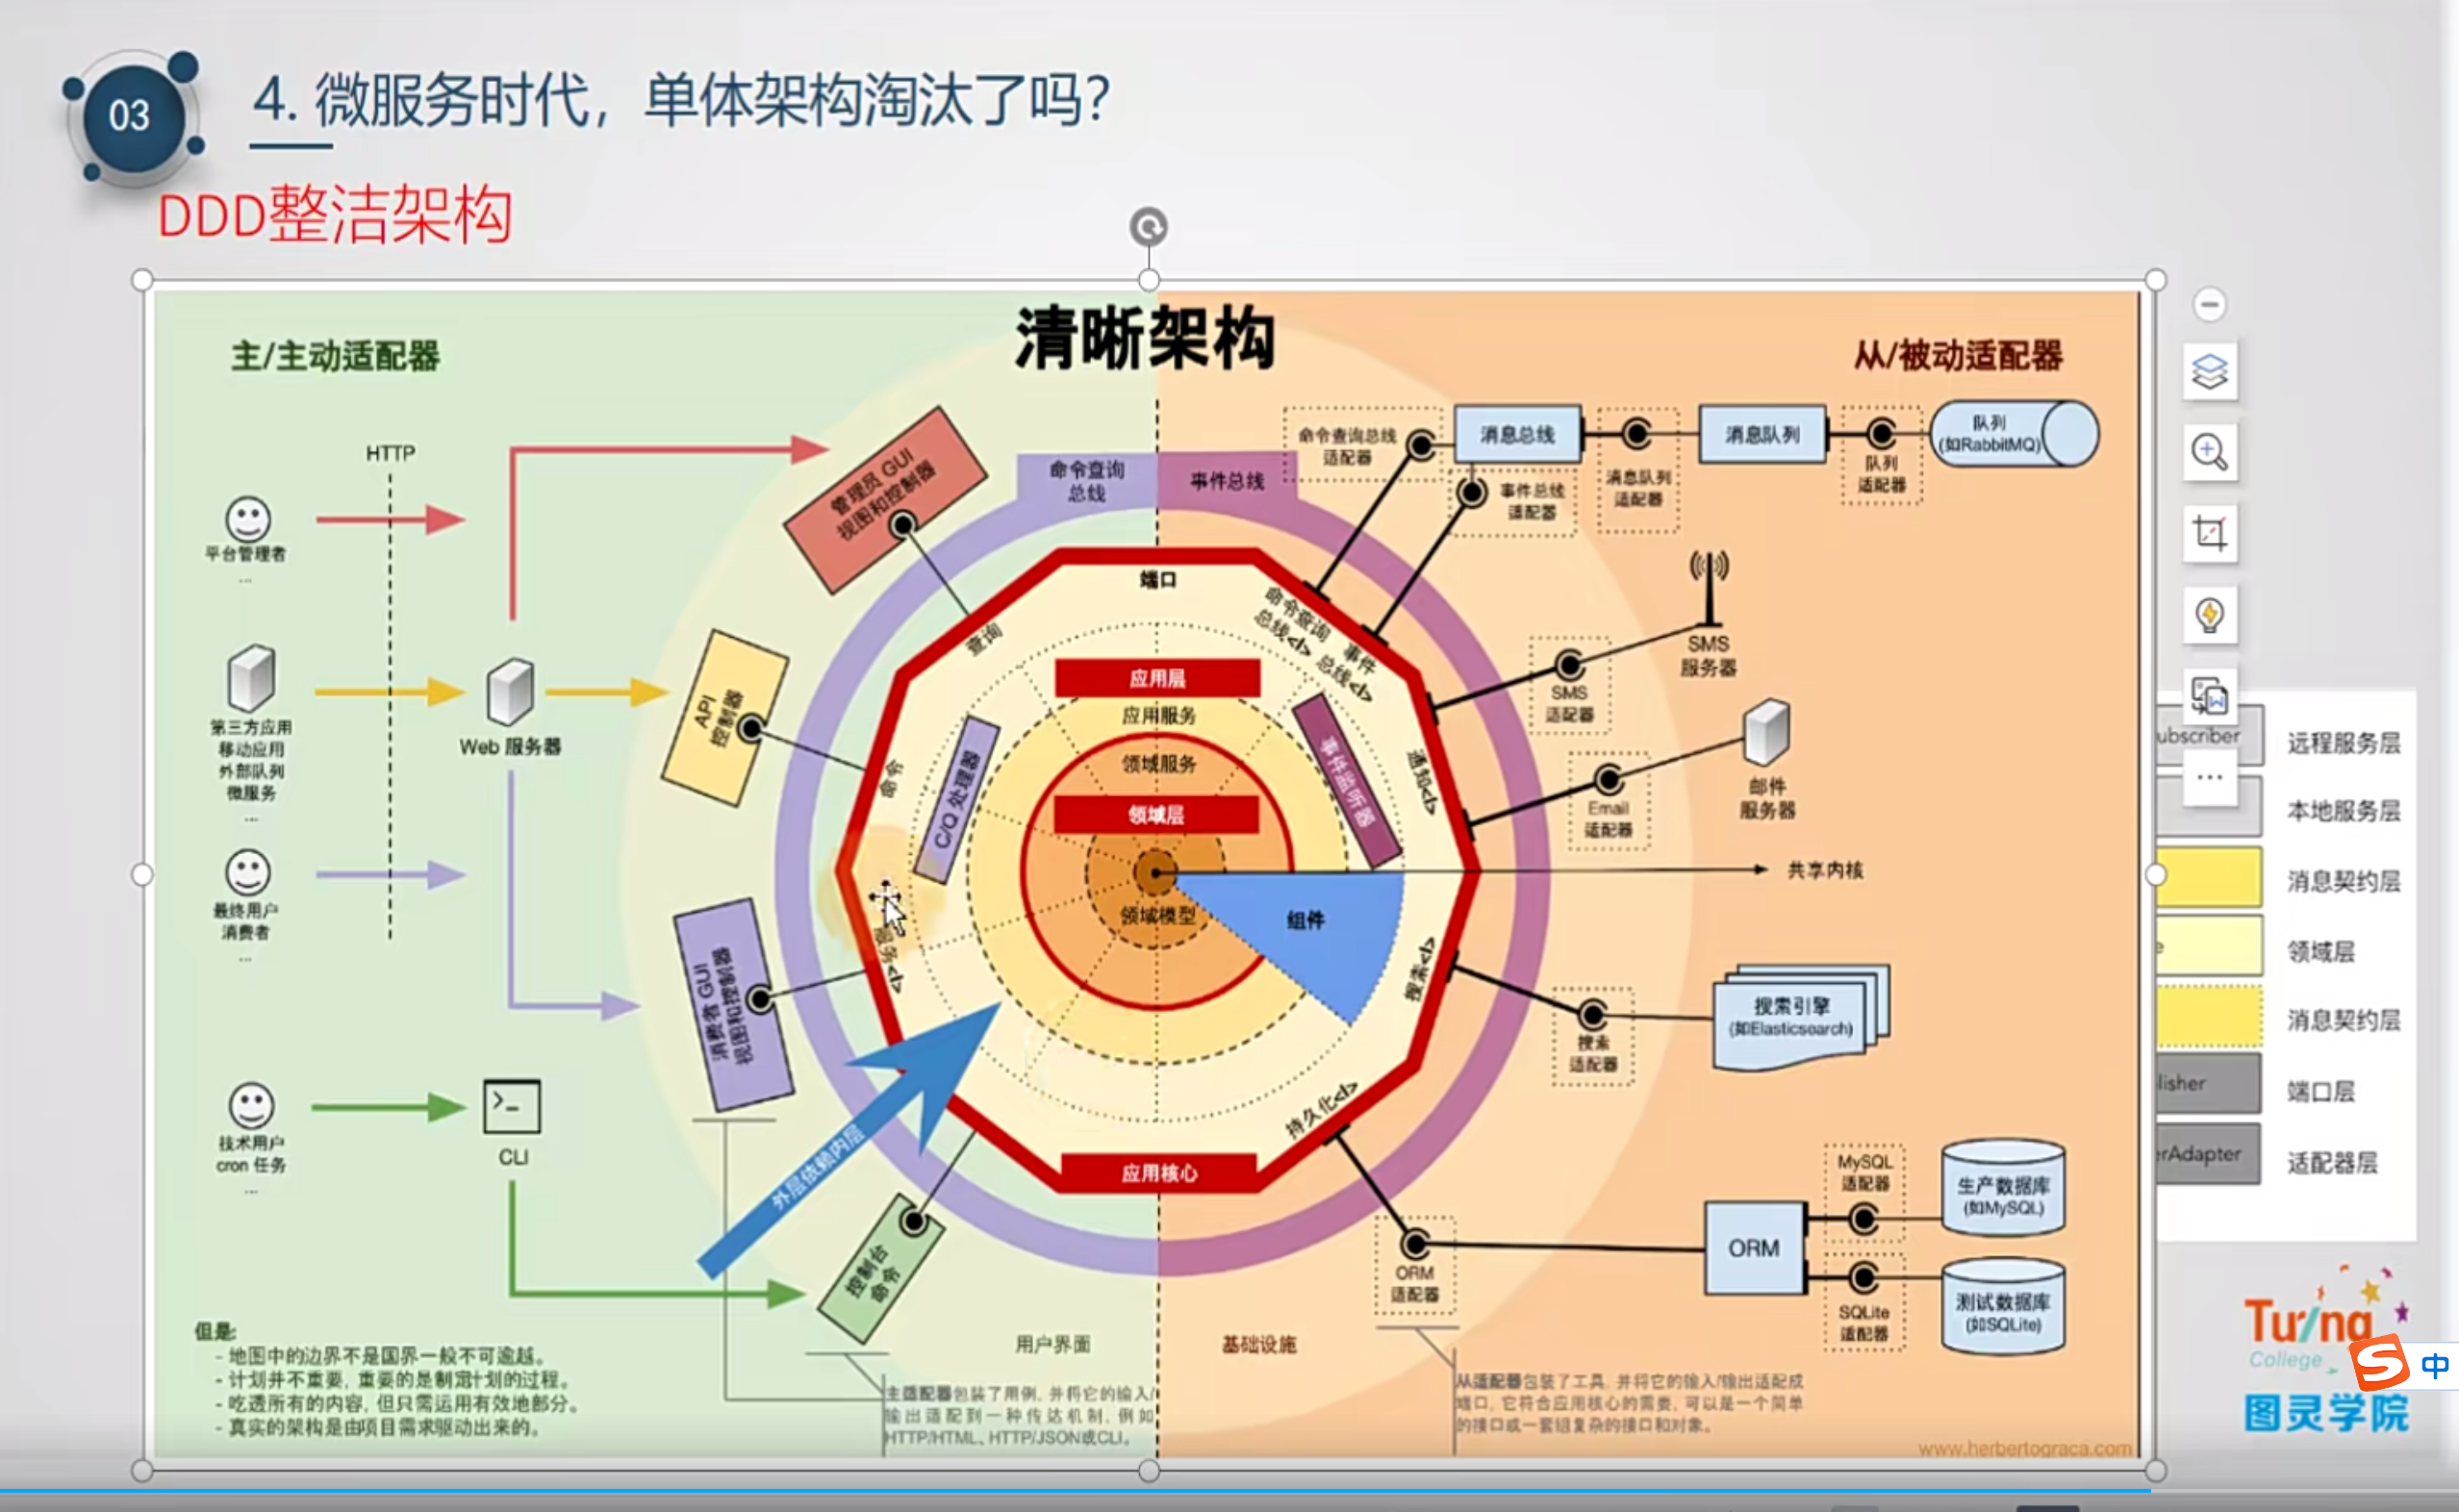 03
4. 微服务时代，单体架构淘汰了吗？
DDD整洁架构
清晰架构
主/主动适配器
从/被动适配器
HTTP
平台管理者
...
第三方应用
移动应用
外部队列
微服务
...
最终用户
消费者
...
技术用户
cron 任务
...
Web 服务器
CLI
管理员 GUI
视图和控制器
API
控制器
消费者 GUI
视图和控制器
控制台
命令
命令查询
总线
事件总线
端口
查询
命令
服务</>
命令查询
总线</>
事件
总线</>
通知</>
搜索</>
持久化</>
应用层
应用服务
领域服务
领域层
领域模型
C/Q 处理器
事件监听器
组件
共享内核
应用核心
外层依赖内层
命令查询总线
适配器
消息总线
事件总线
适配器
消息队列
适配器
消息队列
队列
适配器
队列
(如RabbitMQ)
SMS
适配器
SMS
服务器
Email
适配器
邮件
服务器
搜索
适配器
搜索引擎
(如Elasticsearch)
ORM
适配器
ORM
MySQL
适配器
生产数据库
(如MySQL)
SQLite
适配器
测试数据库
(如SQLite)
用户界面
基础设施
但是:
- 地图中的边界不是国界一般不可逾越。
- 计划并不重要, 重要的是制定计划的过程。
- 吃透所有的内容, 但只需运用有效地部分。
- 真实的架构是由项目需求驱动出来的。
主适配器包装了用例, 并将它的输入/
输出适配到一种传达机制, 例如
HTTP/HTML、HTTP/JSON或CLI。
从适配器包装了工具, 并将它的输入/输出适配成
端口, 它符合应用核心的需要, 可以是一个简单
的接口或一套组复杂的接口和对象。
www.herbertograca.com
ubscriber
远程服务层
本地服务层
消息契约层
e
领域层
消息契约层
lisher
端口层
rAdapter
适配器层
Turing
College
图灵学院
中